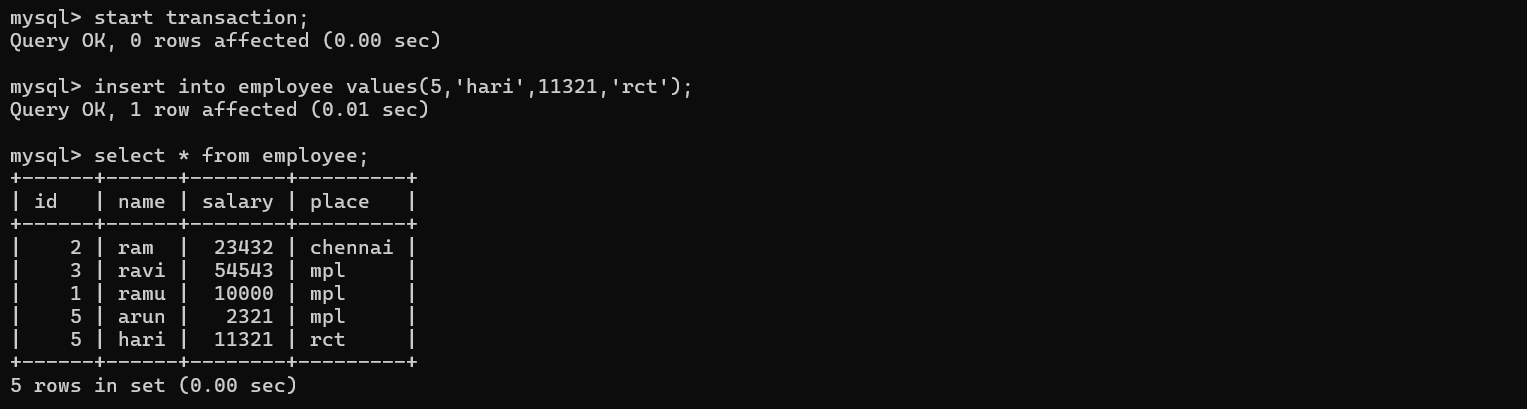 mysql> start transaction;
Query OK, 0 rows affected (0.00 sec)
mysql> insert into employee values(5,'hari',11321,'rct');
Query OK, 1 row affected (0.01 sec)
mysql> select * from employee;
+------+------+--------+---------+
| id   | name | salary | place   |
+------+------+--------+---------+
|    2 | ram  |  23432 | chennai |
|    3 | ravi |  54543 | mpl     |
|    1 | ramu |  10000 | mpl     |
|    5 | arun |   2321 | mpl     |
|    5 | hari |  11321 | rct     |
+------+------+--------+---------+
5 rows in set (0.00 sec)